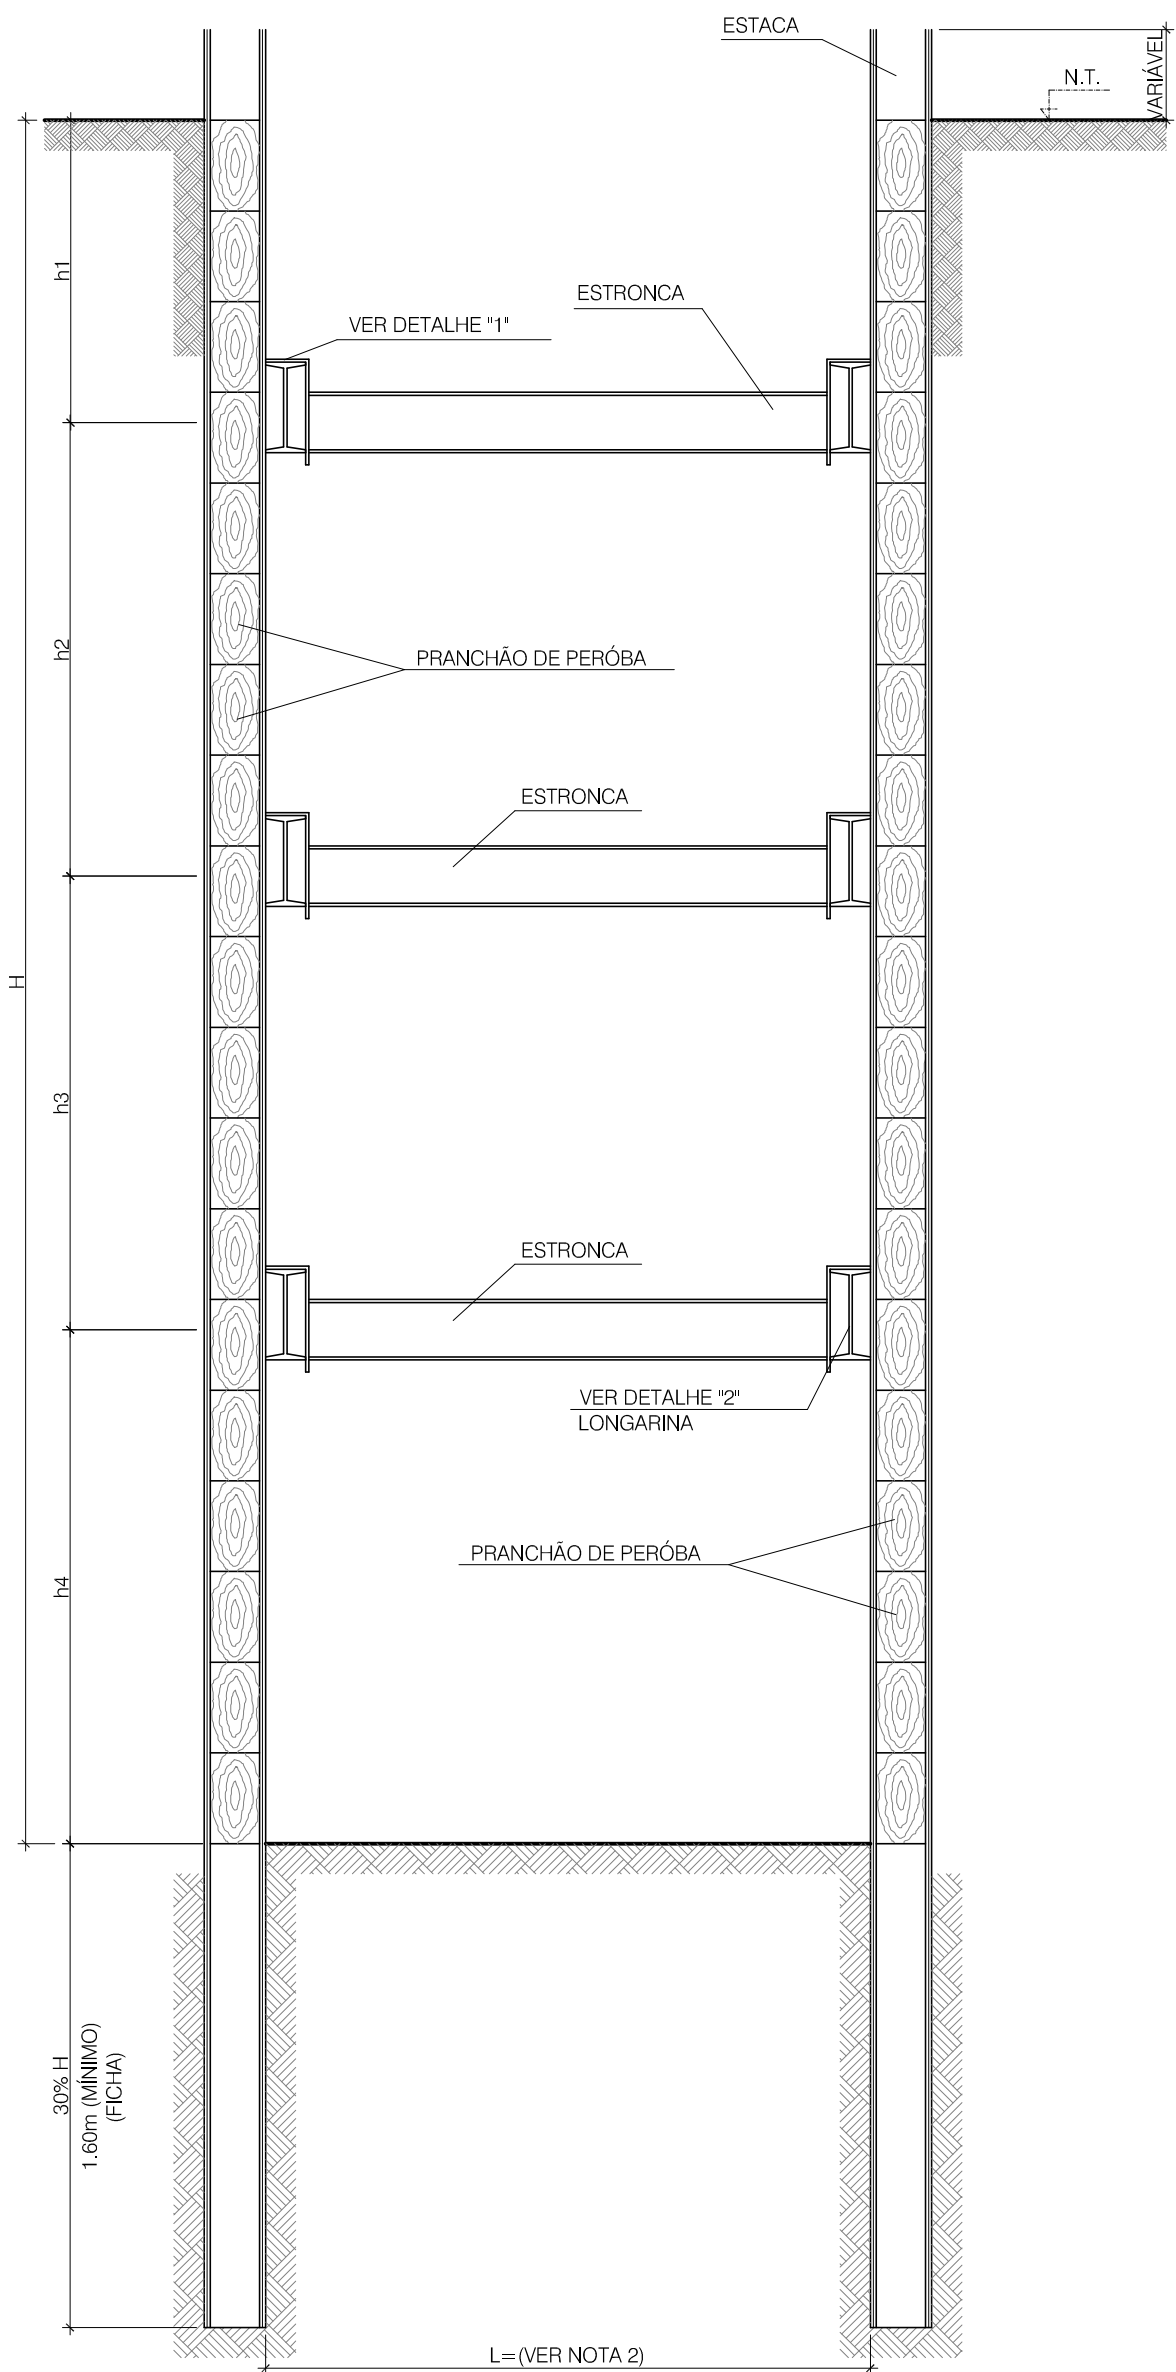 ESTACA
VARIÁVEL
N.T.
h1
ESTRONCA
VER DETALHE "1"
h2
PRANCHÃO DE PERÓBA
ESTRONCA
H
h3
ESTRONCA
VER DETALHE "2"
LONGARINA
PRANCHÃO DE PERÓBA
h4
30% H
1.60m (MÍNIMO)
(FICHA)
L=(VER NOTA 2)